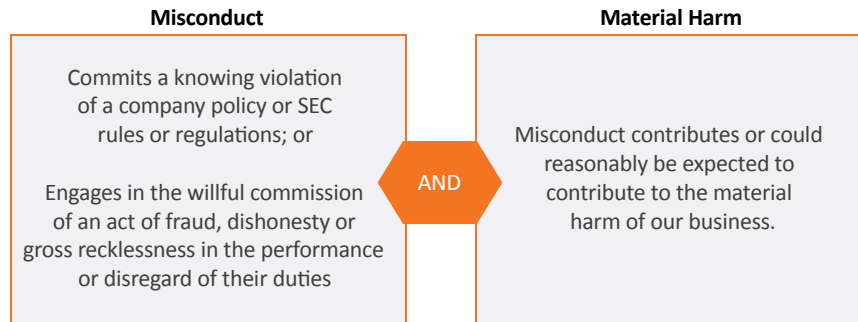 Misconduct
Commits a knowing violation
of a company policy or SEC
rules or regulations; or
Engages in the willful commission
of an act of fraud, dishonesty or
gross recklessness in the performance
or disregard of their duties
AND
Material Harm
Misconduct contributes or could
reasonably be expected to
contribute to the material
harm of our business.